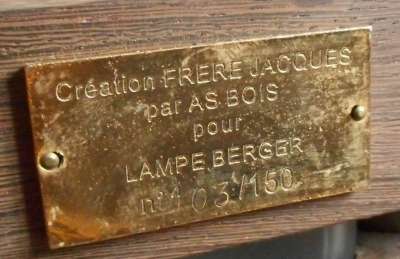 Création FRERE JACQUES
par AS.BOIS
pour
LAMPE BERGER
n° 103/150